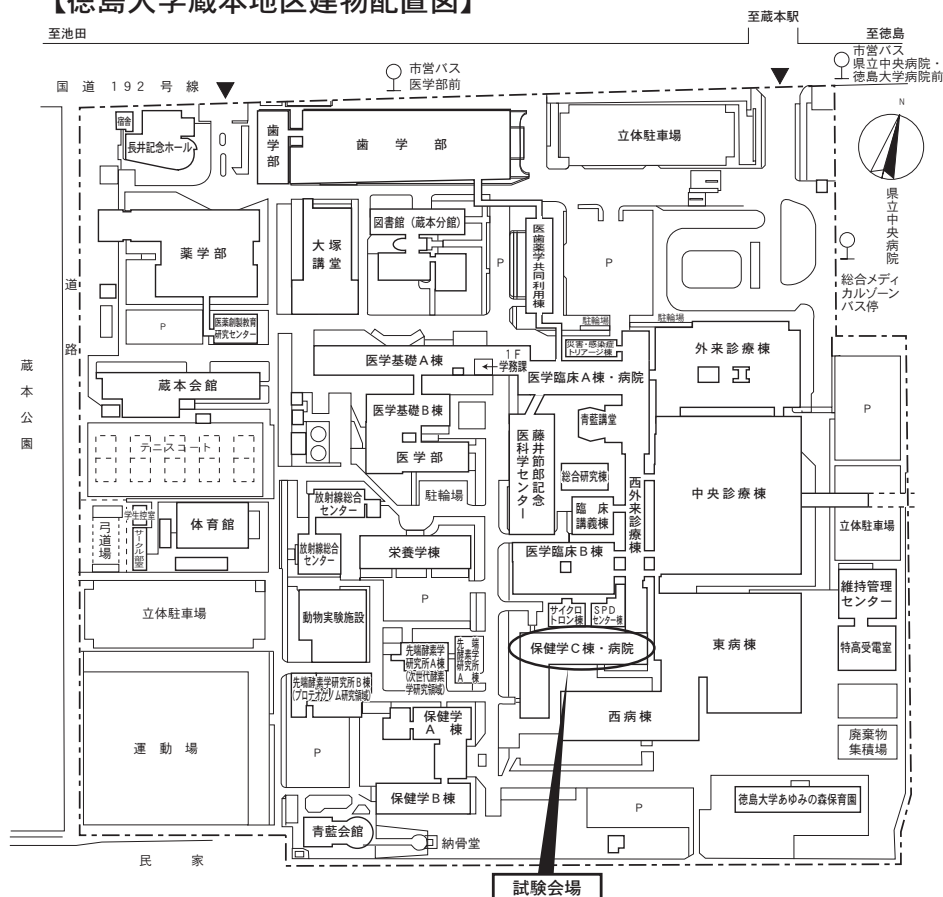 【徳島大学蔵本地区建物配置図】
至蔵本駅
至池田
至徳島
国道192号線
市営バス
医学部前
市営バス
県立中央病院・
徳島大学病院前
N
県立中央病院
総合メディ
カルゾーン
バス停
宿舎
長井記念ホール
歯学部
歯学部
立体駐車場
薬学部
大塚
講堂
図書館（蔵本分館）
P
医歯薬学共同利用棟
P
道路
P
医薬創製教育
研究センター
駐輪場
駐輪場
災害・感染症
トリアージ棟
外来診療棟
蔵本公園
蔵本会館
医学基礎A棟
1F
←学務課
医学臨床A棟・病院
P
テニスコート
医学基礎B棟
医学部
藤井節郎記念
医科学センター
青藍講堂
総合研究棟
西外来診療棟
中央診療棟
駐輪場
臨床
講義棟
放射線総合
センター
弓道場
学生控室
サークル部室
体育館
放射線総合
センター
栄養学棟
医学臨床B棟
立体駐車場
維持管理
センター
立体駐車場
動物実験施設
P
サイクロ
トロン棟
SPD
センター棟
保健学C棟・病院
東病棟
特高受電室
先端酵素学
研究所A棟
(次世代酵素
学研究領域)
先端
酵素学
研究所
A棟
先端酵素学研究所B棟
(プロテオゲノム研究領域)
西病棟
運動場
P
保健学
A棟
廃棄物
集積場
保健学B棟
P
徳島大学あゆみの森保育園
青藍会館
納骨堂
民家
試験会場